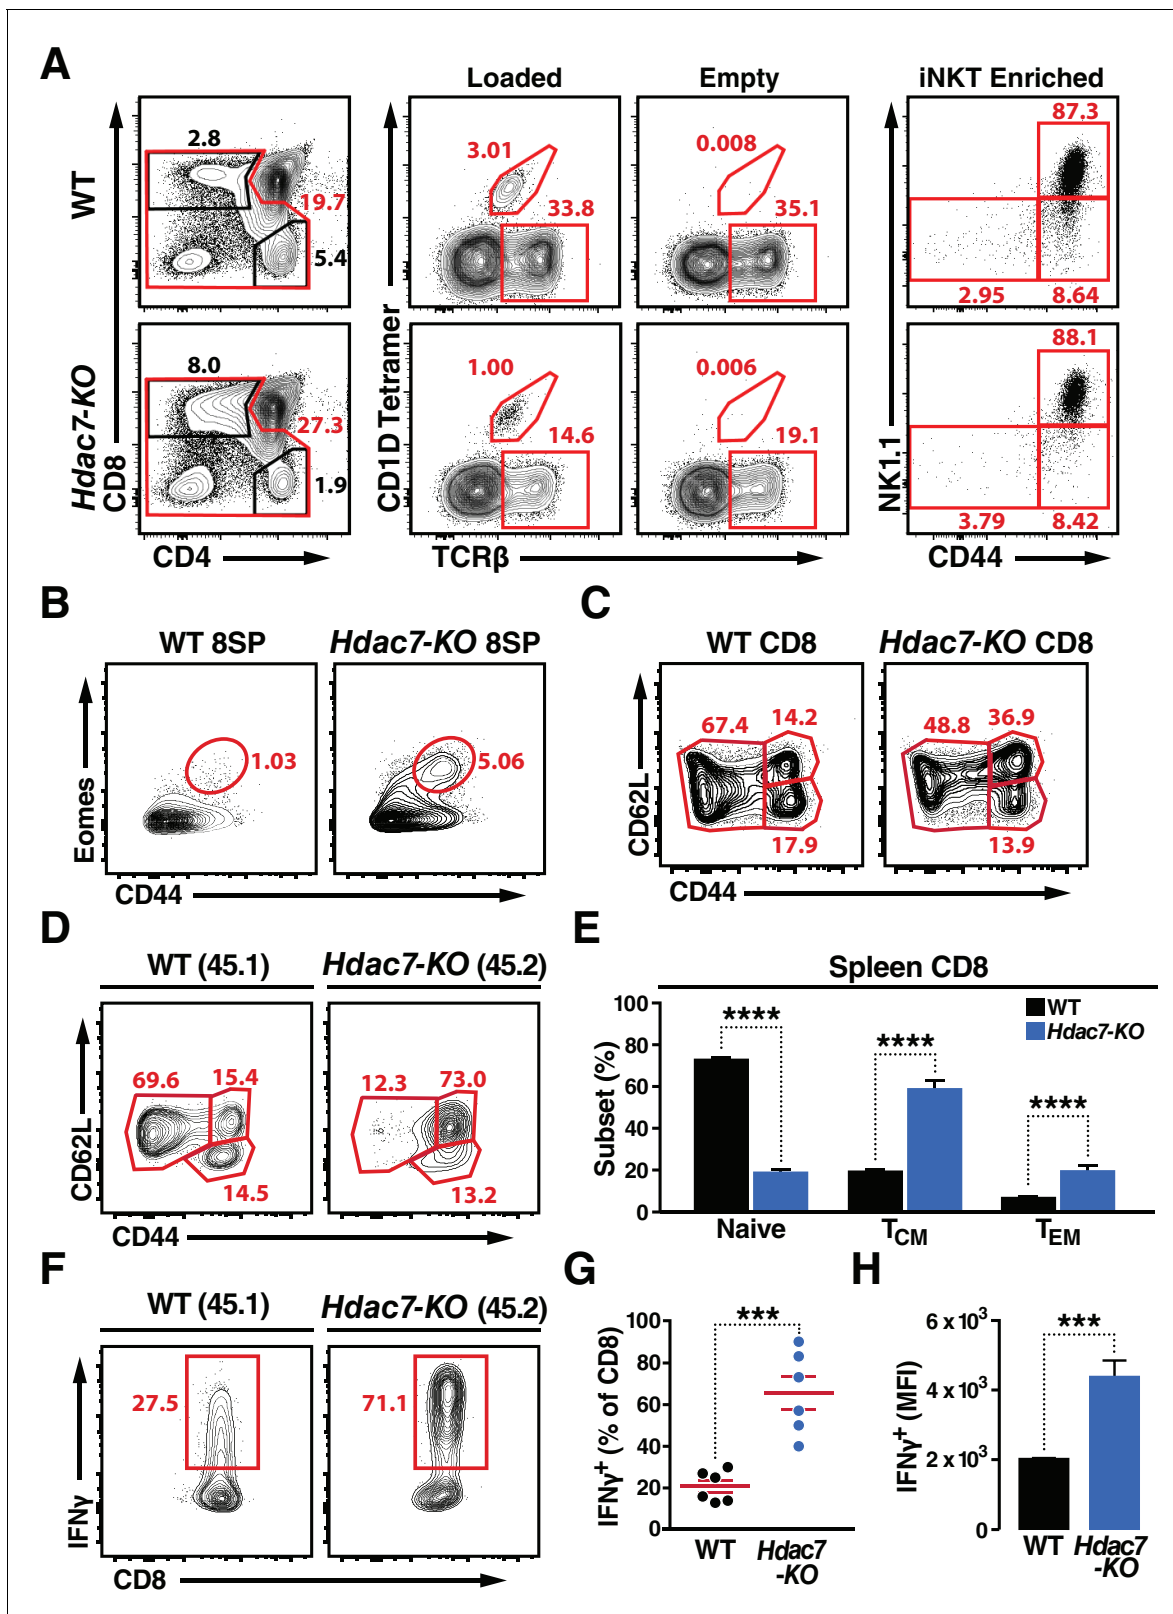 A
Loaded
Empty
iNKT Enriched
WT
2.8
19.7
5.4
3.01
33.8
0.008
35.1
87.3
2.95
8.64
Hdac7-KO
CD8
8.0
27.3
1.9
CD1D Tetramer
1.00
14.6
0.006
19.1
NK1.1
88.1
3.79
8.42
CD4
TCRβ
CD44
B
WT 8SP
Hdac7-KO 8SP
Eomes
1.03
5.06
CD44
C
WT CD8
Hdac7-KO CD8
CD62L
67.4
14.2
17.9
48.8
36.9
13.9
CD44
D
WT (45.1)
Hdac7-KO (45.2)
CD62L
69.6
15.4
14.5
12.3
73.0
13.2
CD44
E
Spleen CD8
Subset (%)
100
80
60
40
20
0
WT
Hdac7-KO
****
****
****
Naive
TCM
TEM
F
WT (45.1)
Hdac7-KO (45.2)
IFNγ
27.5
71.1
CD8
G
IFNγ+ (% of CD8)
100
80
60
40
20
0
***
WT
Hdac7
-KO
H
IFNγ+ (MFI)
6 x 10³
4 x 10³
2 x 10³
0
***
WT
Hdac7
-KO